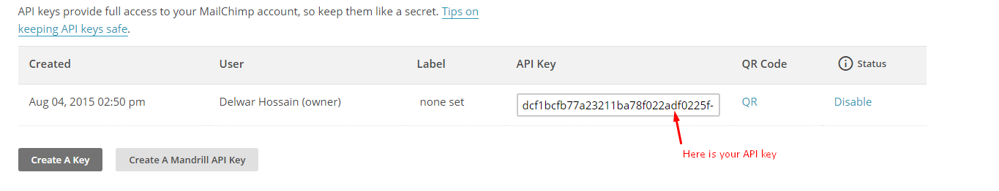 API keys provide full access to your MailChimp account, so keep them like a secret. Tips on
keeping API keys safe.
Created User Label API Key QR Code Status
Aug 04, 2015 02:50 pm Delwar Hossain (owner) none set dcf1bcfb77a23211ba78f022adf0225f- QR Disable
Create A Key Create A Mandrill API Key
Here is your API key